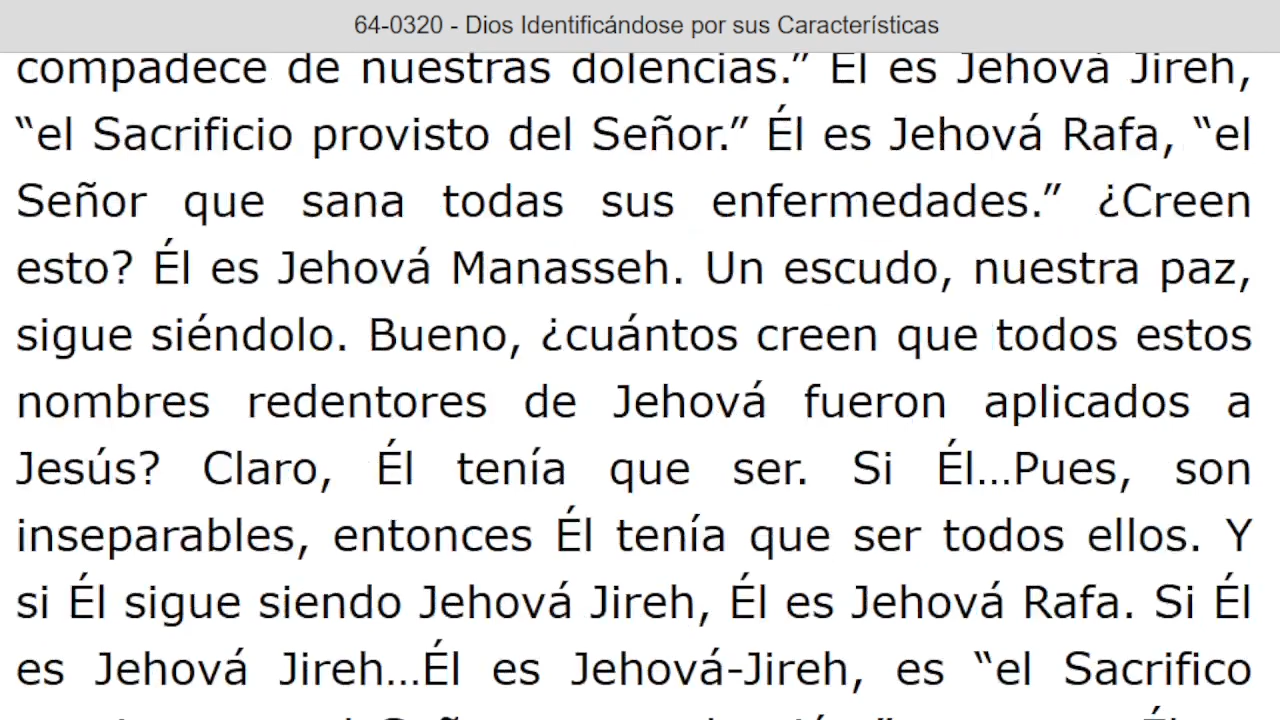 64-0320 - Dios Identificándose por sus Características
compadece de nuestras dolencias.” Él es Jehová Jireh,
“el Sacrificio provisto del Señor.” Él es Jehová Rafa, “el
Señor que sana todas sus enfermedades.” ¿Creen
esto? Él es Jehová Manasseh. Un escudo, nuestra paz,
sigue siéndolo. Bueno, ¿cuántos creen que todos estos
nombres redentores de Jehová fueron aplicados a
Jesús? Claro, Él tenía que ser. Si Él...Pues, son
inseparables, entonces Él tenía que ser todos ellos. Y
si Él sigue siendo Jehová Jireh, Él es Jehová Rafa. Si Él
es Jehová Jireh...Él es Jehová-Jireh, es “el Sacrifico